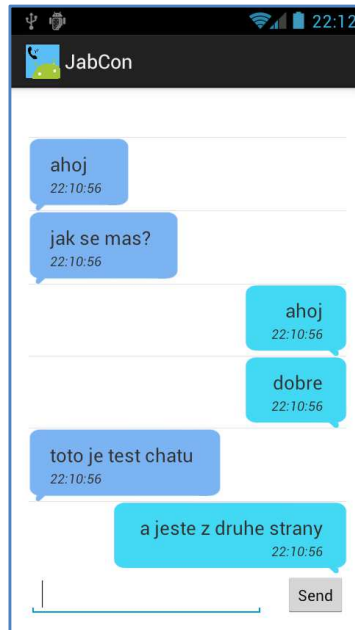 22:12
JabCon
ahoj
22:10:56
jak se mas?
22:10:56
ahoj
22:10:56
dobre
22:10:56
toto je test chatu
22:10:56
a jeste z druhe strany
22:10:56
Send